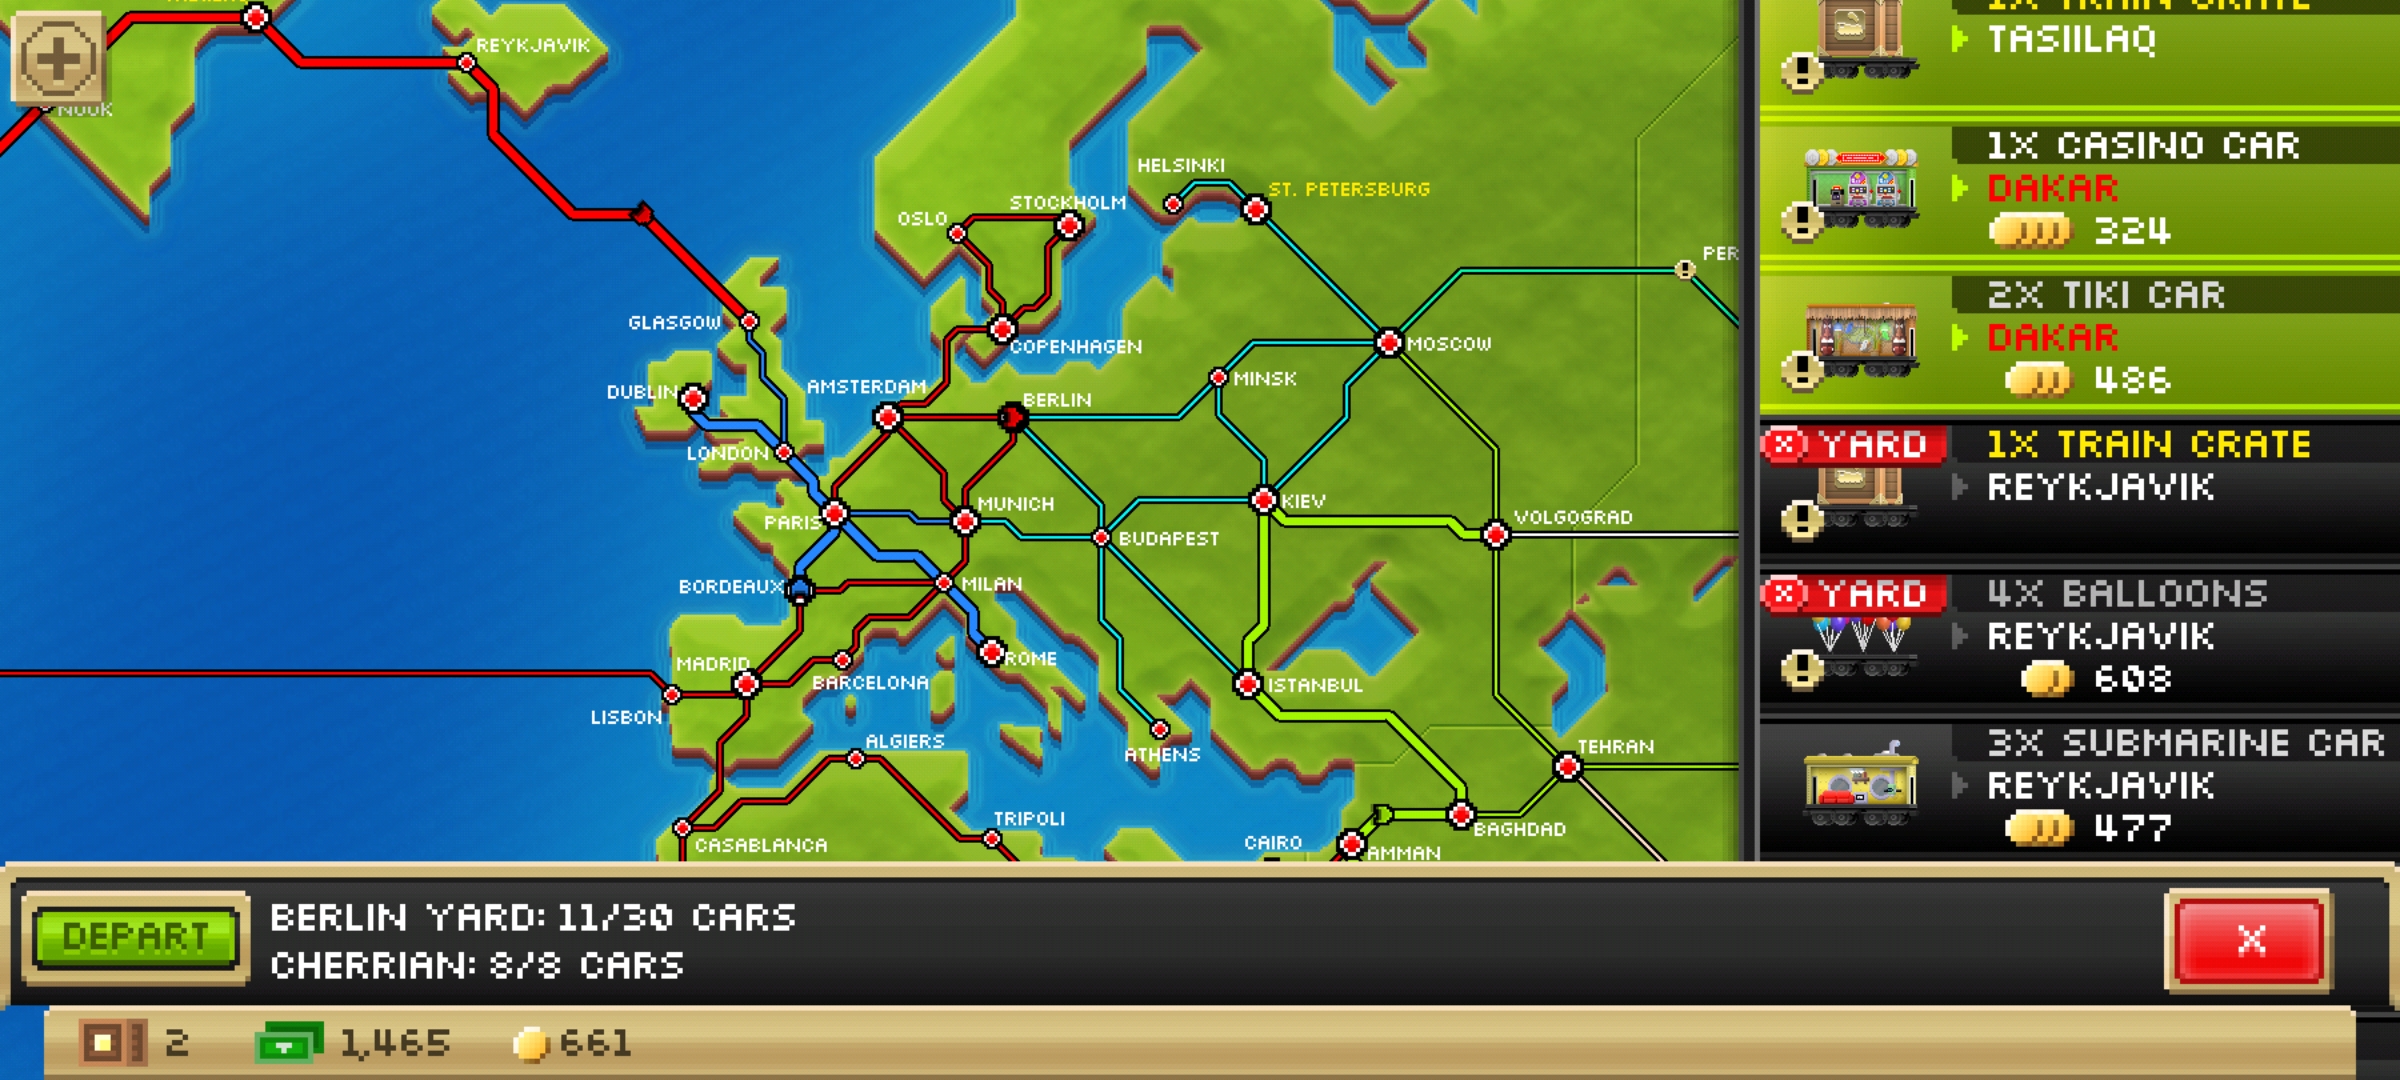 REYKJAVIK
NUUK
HELSINKI
ST. PETERSBURG
STOCKHOLM
OSLO
GLASGOW
COPENHAGEN
MOSCOW
DUBLIN
AMSTERDAM
BERLIN
MINSK
LONDON
PARIS
MUNICH
KIEV
VOLGOGRAD
BUDAPEST
BORDEAUX
MILAN
MADRID
ROME
BARCELONA
ISTANBUL
LISBON
ALGIERS
ATHENS
TEHRAN
TRIPOLI
CASABLANCA
CAIRO
AMMAN
BAGHDAD
PER
1X TRAIN CRATE
TASIILAQ
1X CASINO CAR
DAKAR
324
2X TIKI CAR
DAKAR
486
YARD
1X TRAIN CRATE
REYKJAVIK
YARD
4X BALLOONS
REYKJAVIK
608
3X SUBMARINE CAR
REYKJAVIK
477
DEPART
BERLIN YARD: 11/30 CARS
CHERRIAN: 8/8 CARS
X
2
1,465
661